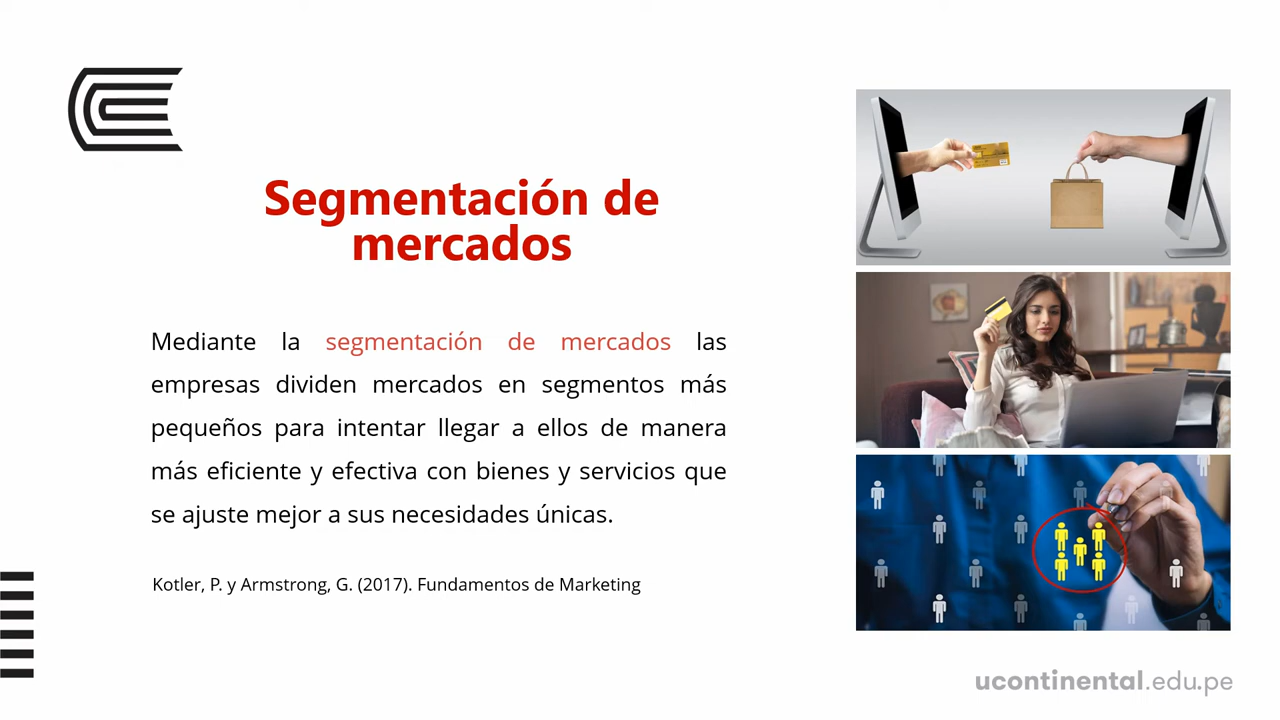 Segmentación de
mercados
Mediante la segmentación de mercados las
empresas dividen mercados en segmentos más
pequeños para intentar llegar a ellos de manera
más eficiente y efectiva con bienes y servicios que
se ajuste mejor a sus necesidades únicas.
Kotler, P. y Armstrong, G. (2017). Fundamentos de Marketing
ucontinental.edu.pe